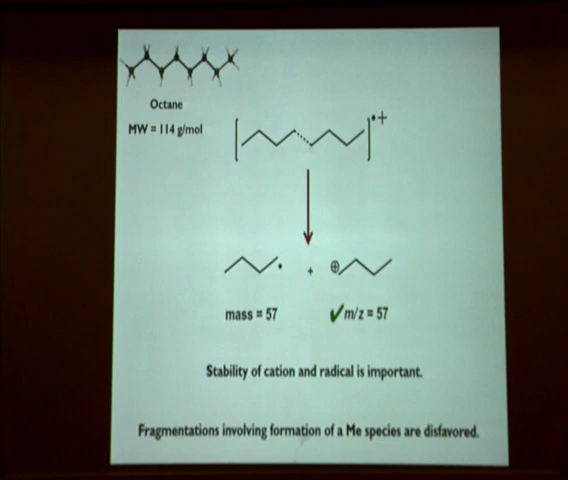 Octane
MW = 114 g/mol
•+
+
⊕
mass = 57
✓m/z = 57
Stability of cation and radical is important.
Fragmentations involving formation of a Me species are disfavored.